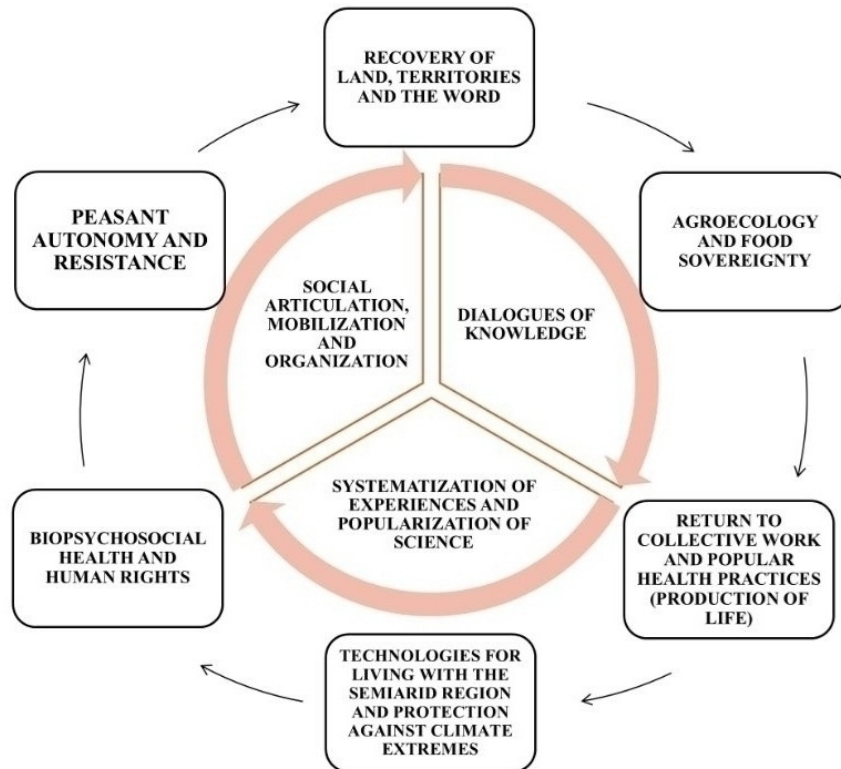 RECOVERY OF
LAND, TERRITORIES
AND THE WORD
AGROECOLOGY
AND FOOD
SOVEREIGNTY
RETURN TO
COLLECTIVE WORK
AND POPULAR
HEALTH PRACTICES
(PRODUCTION OF
LIFE)
TECHNOLOGIES FOR
LIVING WITH THE
SEMIARID REGION
AND PROTECTION
AGAINST CLIMATE
EXTREMES
BIOPSYCHOSOCIAL
HEALTH AND
HUMAN RIGHTS
PEASANT
AUTONOMY AND
RESISTANCE
SOCIAL
ARTICULATION,
MOBILIZATION
AND
ORGANIZATION
DIALOGUES OF
KNOWLEDGE
SYSTEMATIZATION OF
EXPERIENCES AND
POPULARIZATION OF
SCIENCE